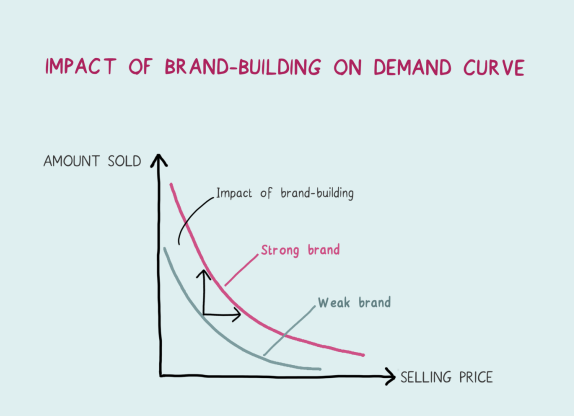 IMPACT OF BRAND-BUILDING ON DEMAND CURVE
AMOUNT SOLD
Impact of brand-building
Strong brand
Weak brand
SELLING PRICE